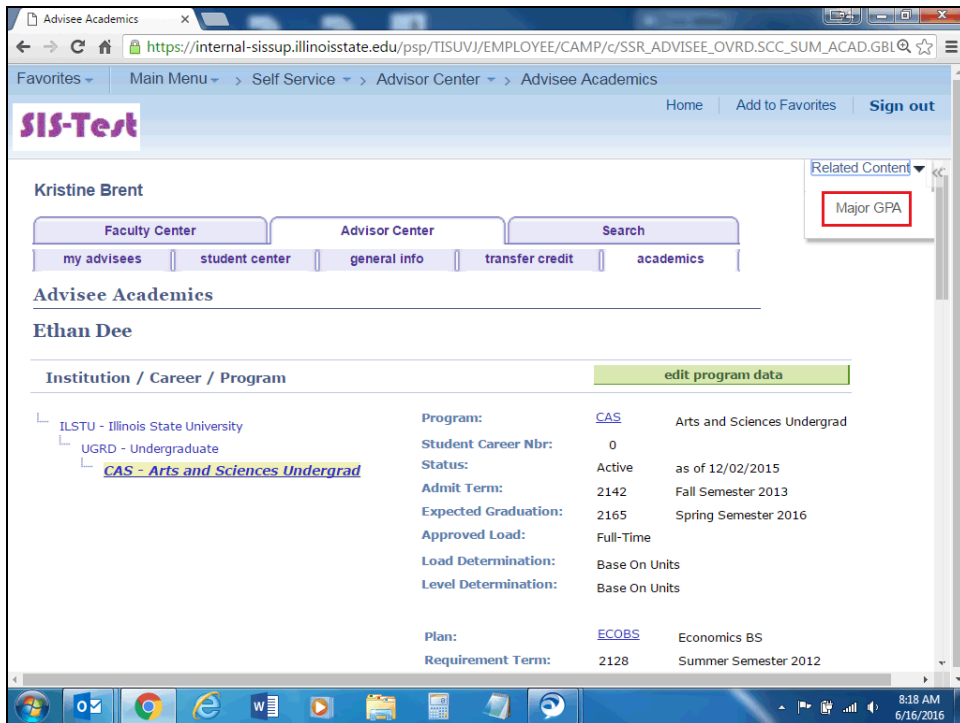 Advisee Academics
https://internal-sissup.illinoisstate.edu/psp/TISUVJ/EMPLOYEE/CAMP/c/SSR_ADVISEE_OVRD.SCC_SUM_ACAD.GBL
Favorites Main Menu > Self Service > Advisor Center > Advisee Academics
Home Add to Favorites Sign out
SIS-Test
Related Content
Major GPA
Kristine Brent
Faculty Center Advisor Center Search
my advisees student center general info transfer credit academics
Advisee Academics
Ethan Dee
Institution / Career / Program edit program data
ILSTU - Illinois State University
UGRD - Undergraduate
CAS - Arts and Sciences Undergrad
Program: CAS Arts and Sciences Undergrad
Student Career Nbr: 0
Status: Active as of 12/02/2015
Admit Term: 2142 Fall Semester 2013
Expected Graduation: 2165 Spring Semester 2016
Approved Load: Full-Time
Load Determination: Base On Units
Level Determination: Base On Units
Plan: ECOBS Economics BS
Requirement Term: 2128 Summer Semester 2012
8:18 AM
6/16/2016